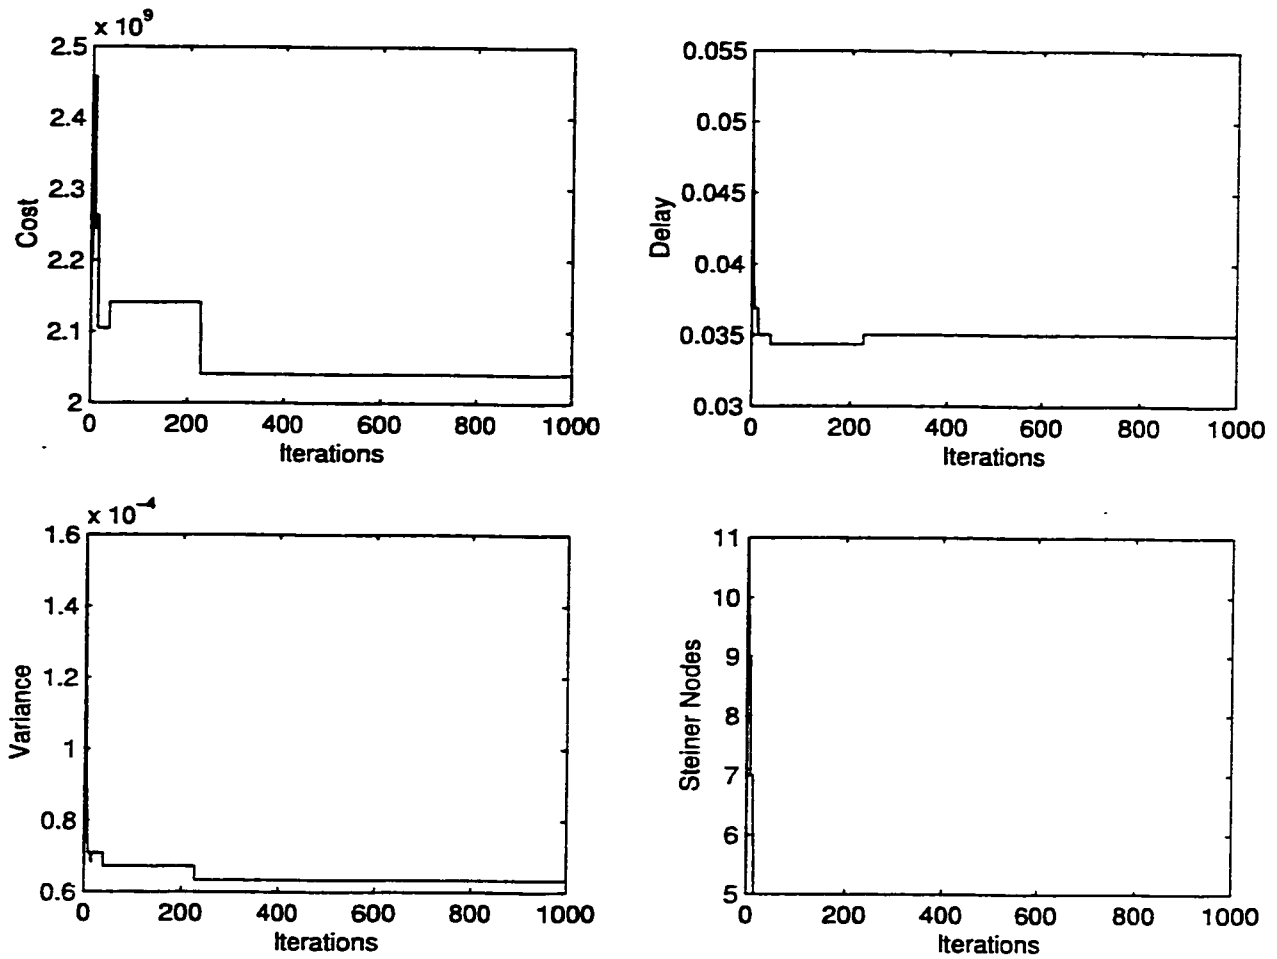 x 10^9
2.5
2.4
2.3
2.2
2.1
2
Cost
0 200 400 600 800 1000
Iterations
0.055
0.05
0.045
0.04
0.035
0.03
Delay
0 200 400 600 800 1000
Iterations
x 10^-4
1.6
1.4
1.2
1
0.8
0.6
Variance
0 200 400 600 800 1000
Iterations
11
10
9
8
7
6
5
Steiner Nodes
0 200 400 600 800 1000
Iterations